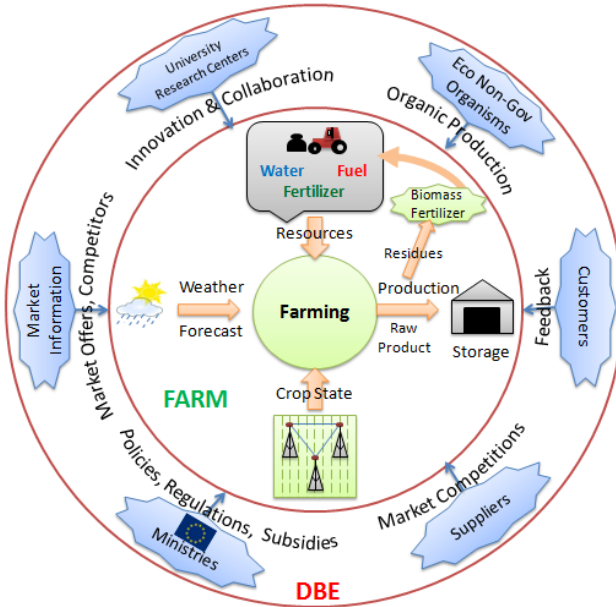 University
Research Centers
Eco Non-Gov
Organisms
Innovation & Collaboration
Organic Production
Water Fuel
Fertilizer
Biomass
Fertilizer
Resources
Residues
Market
Information
Market Offers, Competitors
Weather
Forecast
Farming
Production
Raw
Product
Storage
Feedback
Customers
FARM
Crop State
Policies, Regulations, Subsidies
Market Competitions
Ministries
Suppliers
DBE